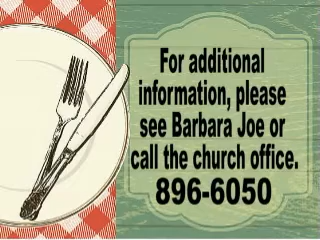 For additional
information, please
see Barbara Joe or
call the church office.
896-6050